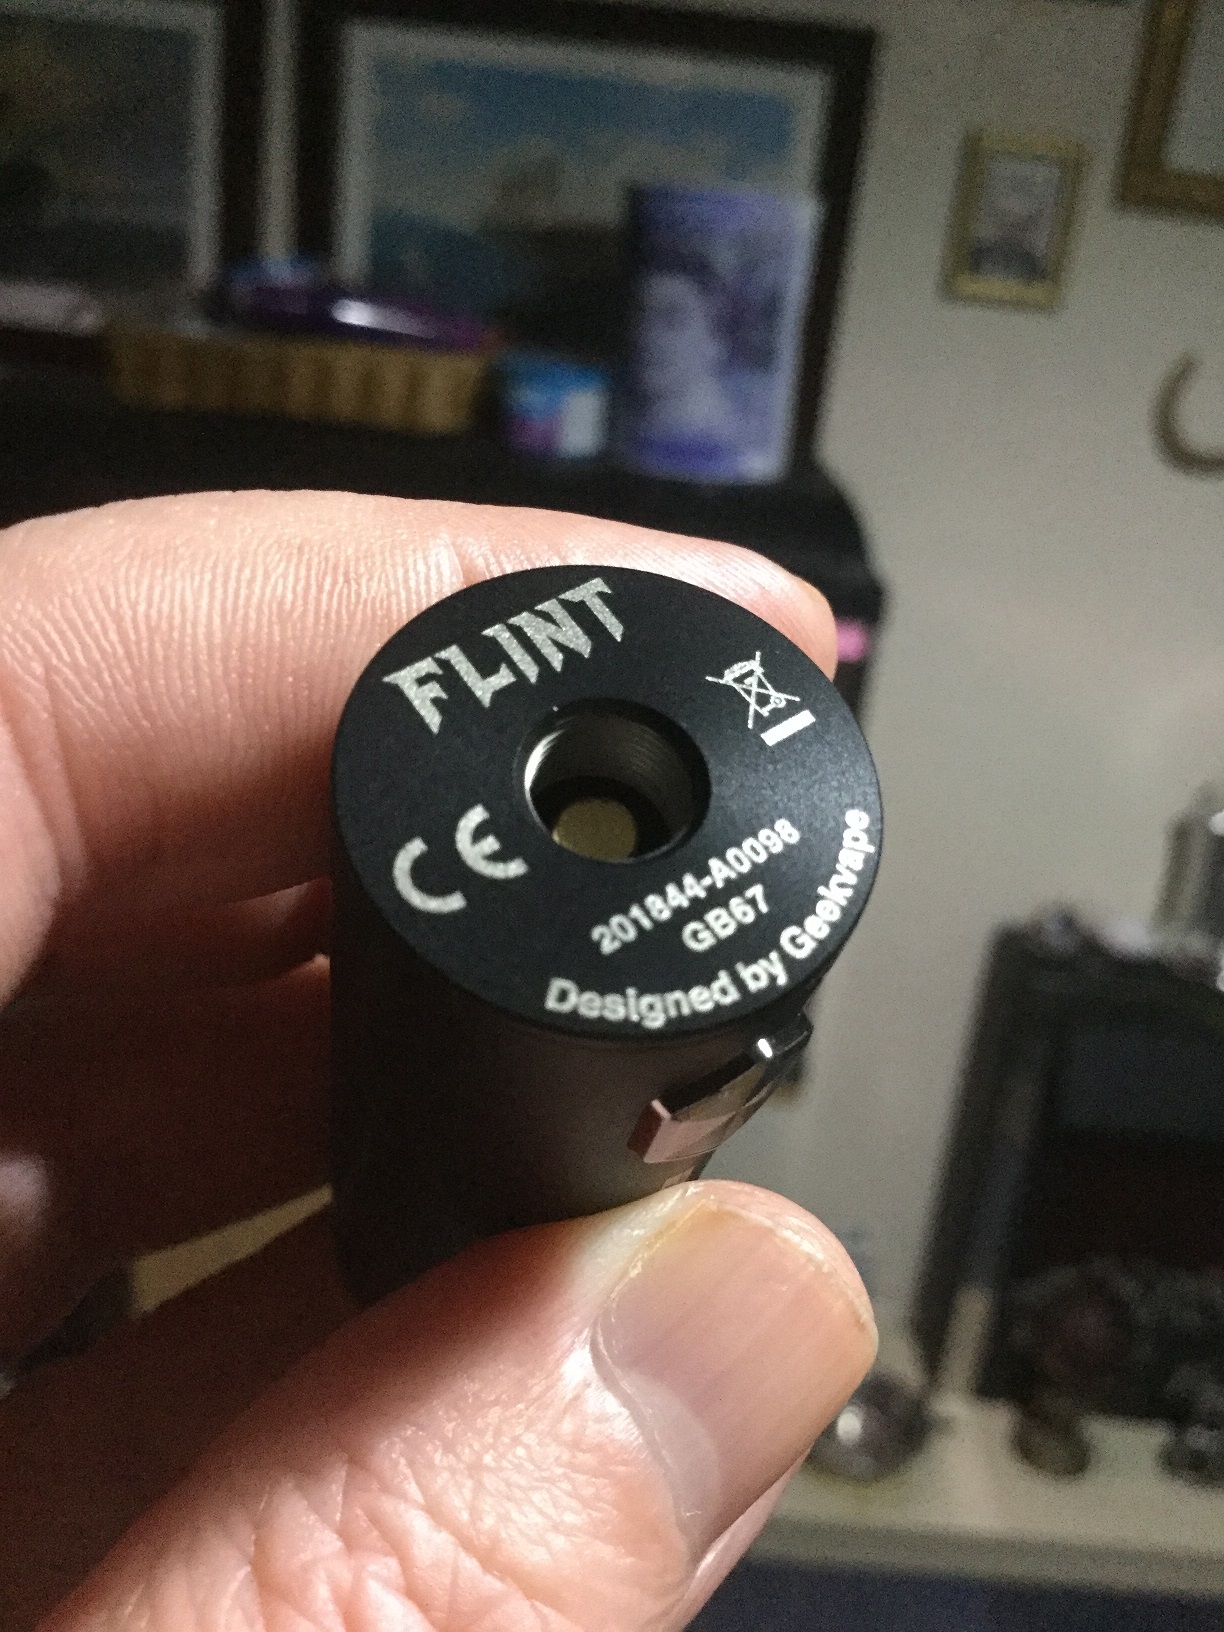 FLINT
CE
201844-A0098
GB67
Designed by Geekvape